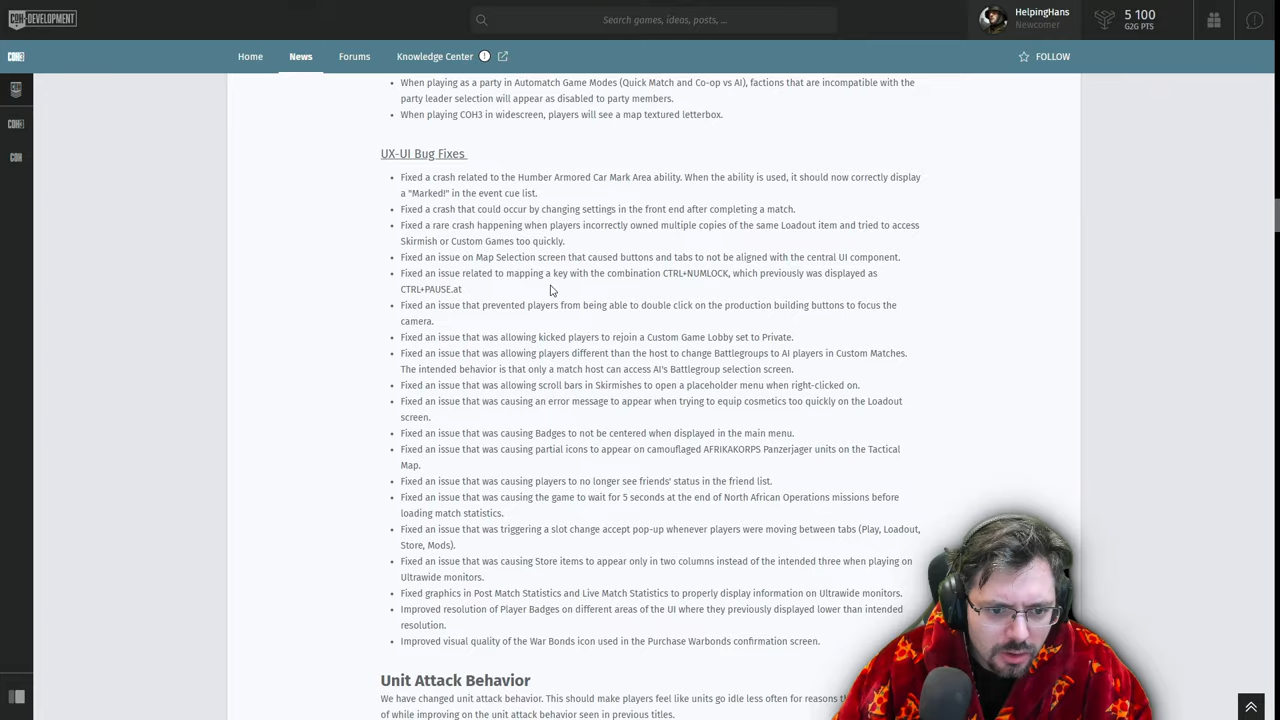 COH-DEVELOPMENT
Search games, ideas, posts, ...
HelpingHans
Newcomer
5 100
G2G PTS
COH3
Home
News
Forums
Knowledge Center
FOLLOW
When playing as a party in Automatch Game Modes (Quick Match and Co-op vs AI), factions that are incompatible with the
party leader selection will appear as disabled to party members.
When playing COH3 in widescreen, players will see a map textured letterbox.
UX-UI Bug Fixes
Fixed a crash related to the Humber Armored Car Mark Area ability. When the ability is used, it should now correctly display
a "Marked!" in the event cue list.
Fixed a crash that could occur by changing settings in the front end after completing a match.
Fixed a rare crash happening when players incorrectly owned multiple copies of the same Loadout item and tried to access
Skirmish or Custom Games too quickly.
Fixed an issue on Map Selection screen that caused buttons and tabs to not be aligned with the central UI component.
Fixed an issue related to mapping a key with the combination CTRL+NUMLOCK, which previously was displayed as
CTRL+PAUSE.at
Fixed an issue that prevented players from being able to double click on the production building buttons to focus the
camera.
Fixed an issue that was allowing kicked players to rejoin a Custom Game Lobby set to Private.
Fixed an issue that was allowing players different than the host to change Battlegroups to AI players in Custom Matches.
The intended behavior is that only a match host can access AI's Battlegroup selection screen.
Fixed an issue that was allowing scroll bars in Skirmishes to open a placeholder menu when right-clicked on.
Fixed an issue that was causing an error message to appear when trying to equip cosmetics too quickly on the Loadout
screen.
Fixed an issue that was causing Badges to not be centered when displayed in the main menu.
Fixed an issue that was causing partial icons to appear on camouflaged AFRIKAKORPS Panzerjager units on the Tactical
Map.
Fixed an issue that was causing players to no longer see friends' status in the friend list.
Fixed an issue that was causing the game to wait for 5 seconds at the end of North African Operations missions before
loading match statistics.
Fixed an issue that was triggering a slot change accept pop-up whenever players were moving between tabs (Play, Loadout,
Store, Mods).
Fixed an issue that was causing Store items to appear only in two columns instead of the intended three when playing on
Ultrawide monitors.
Fixed graphics in Post Match Statistics and Live Match Statistics to properly display information on Ultrawide monitors.
Improved resolution of Player Badges on different areas of the UI where they previously displayed lower than intended
resolution.
Improved visual quality of the War Bonds icon used in the Purchase Warbonds confirmation screen.
Unit Attack Behavior
We have changed unit attack behavior. This should make players feel like units go idle less often for reasons
of while improving on the unit attack behavior seen in previous titles.